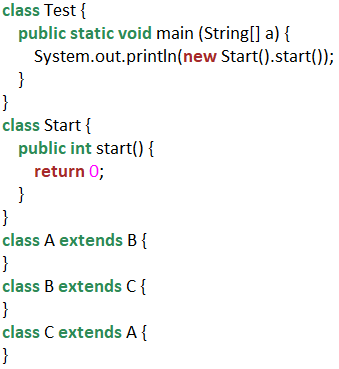 class Test {
public static void main (String[] a) {
System.out.println(new Start().start());
}
}
class Start {
public int start() {
return 0;
}
}
class A extends B {
}
class B extends C {
}
class C extends A {
}